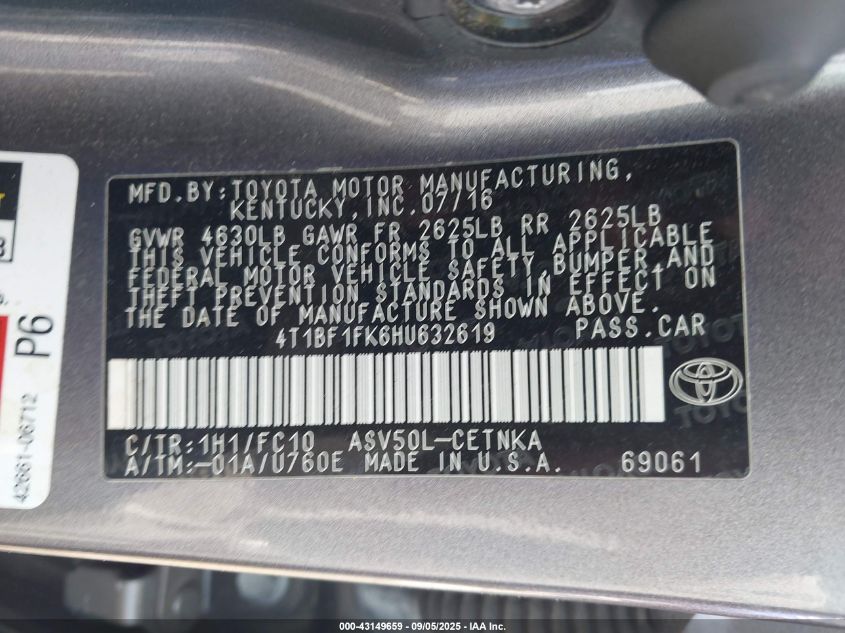 MFD.BY:TOYOTA MOTOR MANUFACTURING,
KENTUCKY,INC.07/16
GVWR 4630LB GAWR FR 2625LB RR 2625LB
THIS VEHICLE CONFORMS TO ALL APPLICABLE
FEDERAL MOTOR VEHICLE SAFETY,BUMPER,AND
THEFT PREVENTION STANDARDS IN EFFECT ON
THE DATE OF MANUFACTURE SHOWN ABOVE.
4T1BF1FK6HU632619 PASS.CAR
C/TR:1H1/FC10 ASV50L-CETNKA
A/TM:-01A/U760E MADE IN U.S.A. 69061
P6
42661-06712
000-43149659 - 09/05/2025 - IAA Inc.